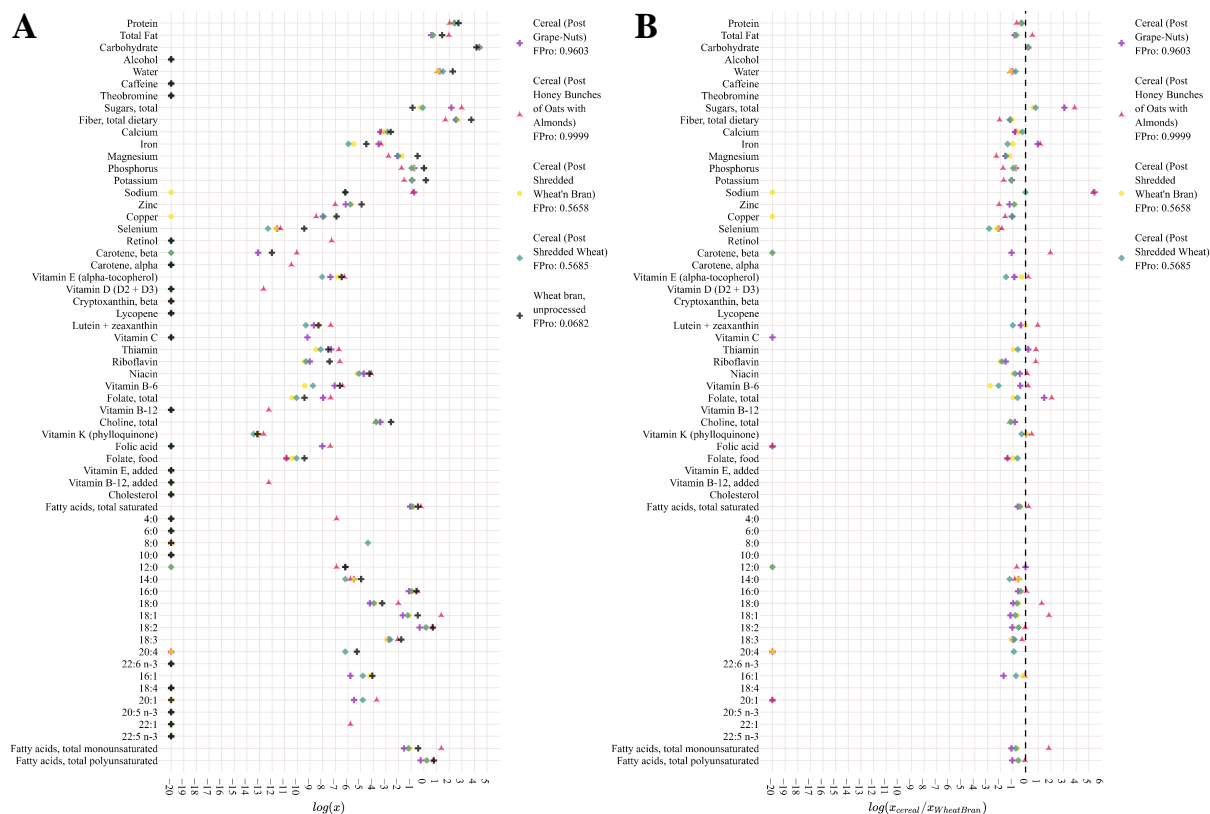 A
Protein
Total Fat
Carbohydrate
Alcohol
Water
Caffeine
Theobromine
Sugars, total
Fiber, total dietary
Calcium
Iron
Magnesium
Phosphorus
Potassium
Sodium
Zinc
Copper
Selenium
Retinol
Carotene, beta
Carotene, alpha
Vitamin E (alpha-tocopherol)
Vitamin D (D2 + D3)
Cryptoxanthin, beta
Lycopene
Lutein + zeaxanthin
Vitamin C
Thiamin
Riboflavin
Niacin
Vitamin B-6
Folate, total
Vitamin B-12
Choline, total
Vitamin K (phylloquinone)
Folic acid
Folate, food
Vitamin E, added
Vitamin B-12, added
Cholesterol
Fatty acids, total saturated
4:0
6:0
8:0
10:0
12:0
14:0
16:0
18:0
18:1
18:2
18:3
20:4
22:6 n-3
16:1
18:4
20:1
20:5 n-3
22:1
22:5 n-3
Fatty acids, total monounsaturated
Fatty acids, total polyunsaturated
-20 -19 -18 -17 -16 -15 -14 -13 -12 -11 -10 -9 -8 -7 -6 -5 -4 -3 -2 -1 0 1 2 3 4 5
log(x)
Cereal (Post
Grape-Nuts)
FPro: 0.9603
Cereal (Post
Honey Bunches
of Oats with
Almonds)
FPro: 0.9999
Cereal (Post
Shredded
Wheat'n Bran)
FPro: 0.5658
Cereal (Post
Shredded Wheat)
FPro: 0.5685
Wheat bran,
unprocessed
FPro: 0.0682
B
Protein
Total Fat
Carbohydrate
Alcohol
Water
Caffeine
Theobromine
Sugars, total
Fiber, total dietary
Calcium
Iron
Magnesium
Phosphorus
Potassium
Sodium
Zinc
Copper
Selenium
Retinol
Carotene, beta
Carotene, alpha
Vitamin E (alpha-tocopherol)
Vitamin D (D2 + D3)
Cryptoxanthin, beta
Lycopene
Lutein + zeaxanthin
Vitamin C
Thiamin
Riboflavin
Niacin
Vitamin B-6
Folate, total
Vitamin B-12
Choline, total
Vitamin K (phylloquinone)
Folic acid
Folate, food
Vitamin E, added
Vitamin B-12, added
Cholesterol
Fatty acids, total saturated
4:0
6:0
8:0
10:0
12:0
14:0
16:0
18:0
18:1
18:2
18:3
20:4
22:6 n-3
16:1
18:4
20:1
20:5 n-3
22:1
22:5 n-3
Fatty acids, total monounsaturated
Fatty acids, total polyunsaturated
-20 -19 -18 -17 -16 -15 -14 -13 -12 -11 -10 -9 -8 -7 -6 -5 -4 -3 -2 -1 0 1 2 3 4 5 6
log(x_cereal/x_WheatBran)
Cereal (Post
Grape-Nuts)
FPro: 0.9603
Cereal (Post
Honey Bunches
of Oats with
Almonds)
FPro: 0.9999
Cereal (Post
Shredded
Wheat'n Bran)
FPro: 0.5658
Cereal (Post
Shredded Wheat)
FPro: 0.5685